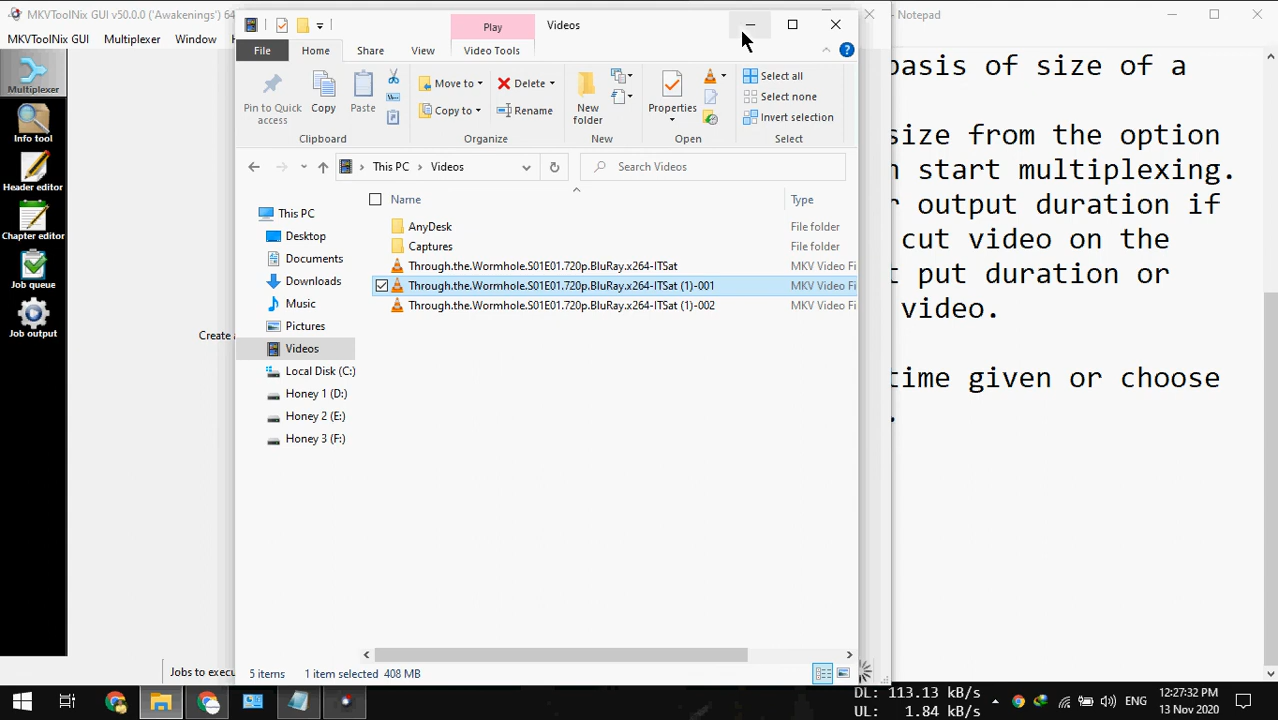 MKVToolNix GUI v50.0.0 ('Awakenings') 64
Play
Videos
- Notepad
MKVToolNix GUI
Multiplexer
Window
File
Home
Share
View
Video Tools
Pin to Quick access
Copy
Paste
Clipboard
Move to
Copy to
Delete
Rename
Organize
New folder
New
Properties
Open
Select all
Select none
Invert selection
Select
This PC
Videos
Search Videos
Name
Type
AnyDesk
File folder
Captures
File folder
Through.the.Wormhole.S01E01.720p.BluRay.x264-ITSat
MKV Video Fi
Through.the.Wormhole.S01E01.720p.BluRay.x264-ITSat (1)-001
MKV Video Fi
Through.the.Wormhole.S01E01.720p.BluRay.x264-ITSat (1)-002
MKV Video Fi
This PC
Desktop
Documents
Downloads
Music
Pictures
Videos
Local Disk (C:)
Honey 1 (D:)
Honey 2 (E:)
Honey 3 (F:)
5 items
1 item selected 408 MB
Multiplexer
Info tool
Header editor
Chapter editor
Job queue
Job output
Create a
Jobs to execu
basis of size of a
size from the option
start multiplexing.
output duration if
cut video on the
put duration or
video.
time given or choose
DL: 113.13 kB/s
UL: 1.84 kB/s
ENG
12:27:32 PM
13 Nov 2020